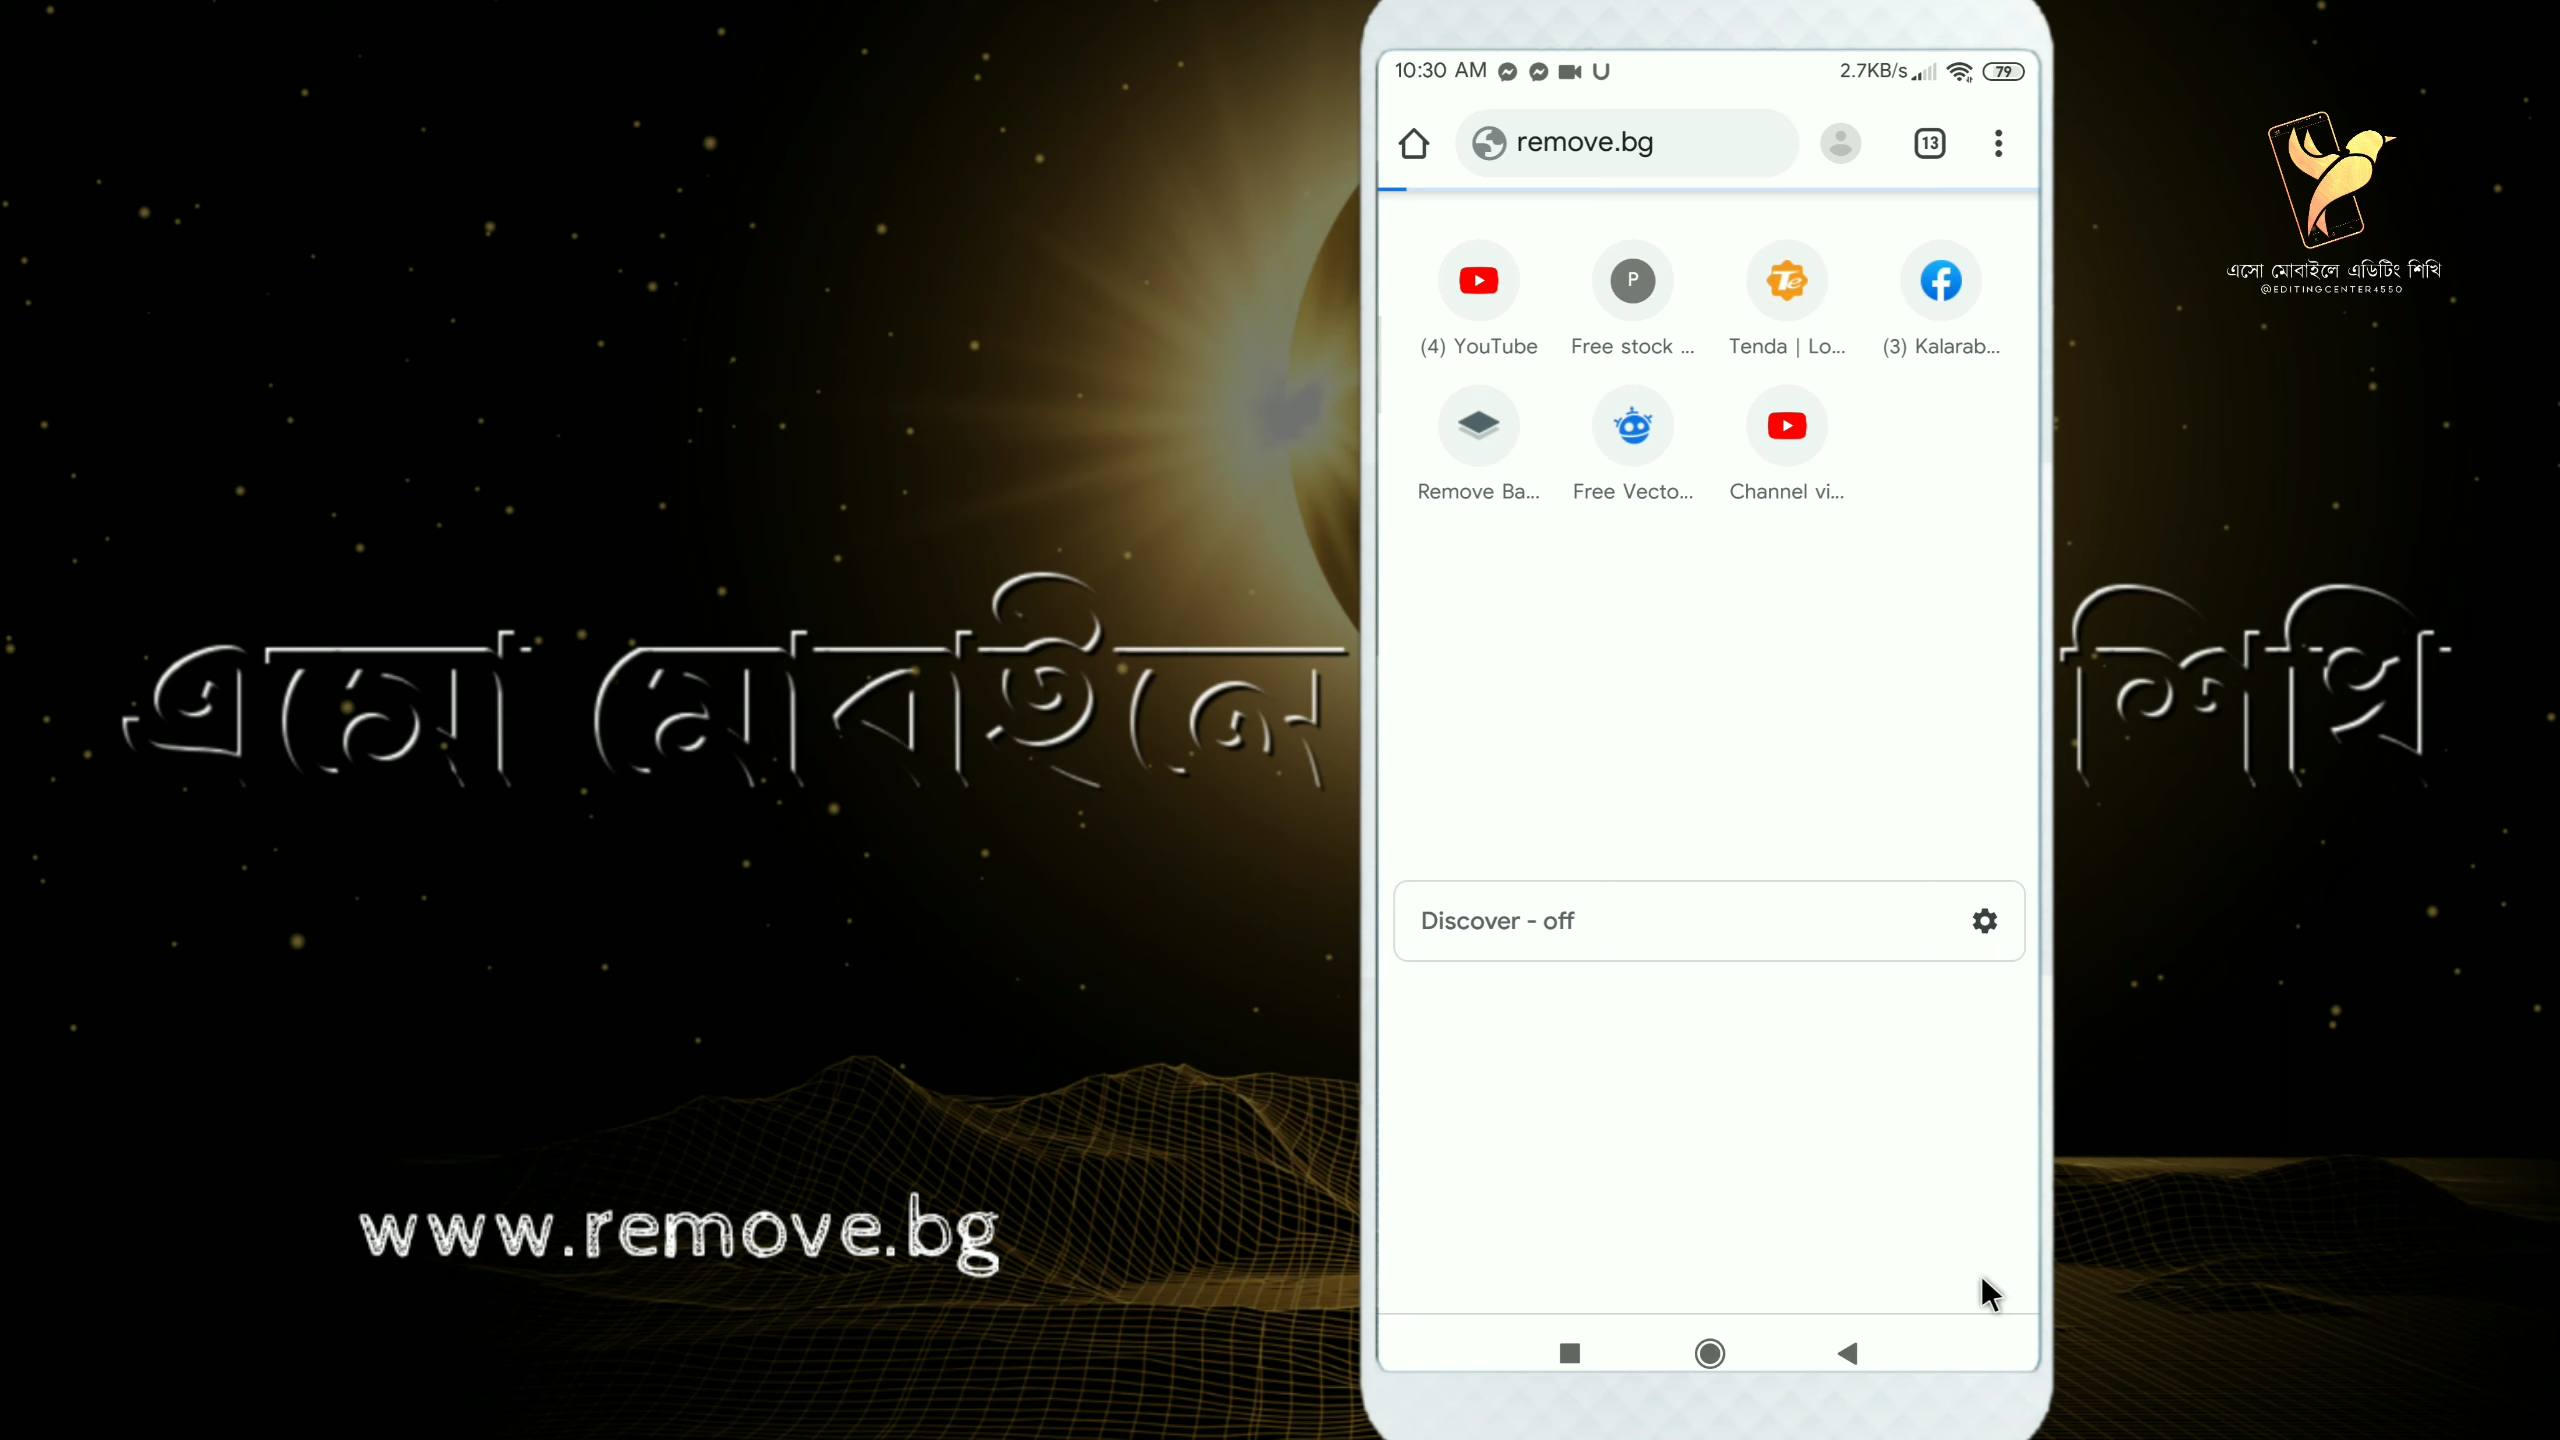 10:30 AM
2.7KB/s
79
remove.bg
13
(4) YouTube
P
Free stock ...
Te
Tenda | Lo...
(3) Kalarab...
Remove Ba...
Free Vecto...
Channel vi...
Discover - off
এসো মোবাইলে এডিটিং শিখি
@EDITINGCENTER4550
এসো মোবাইলে
শিখি
www.remove.bg